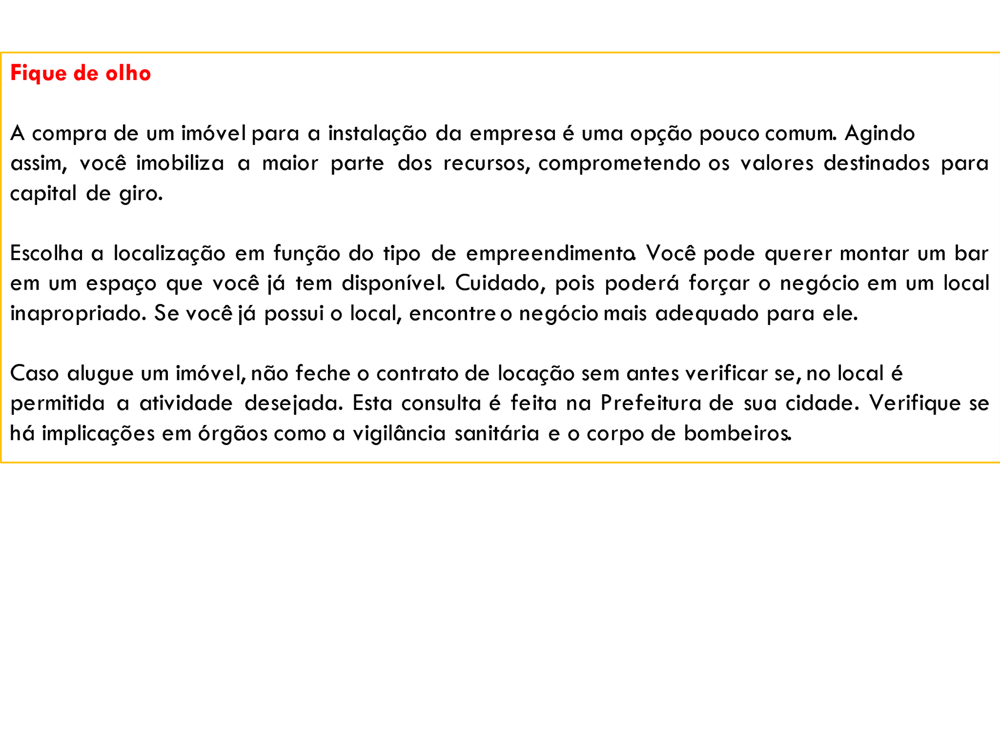 Fique de olho
A compra de um imóvel para a instalação da empresa é uma opção pouco comum. Agindo
assim, você imobiliza a maior parte dos recursos, comprometendo os valores destinados para
capital de giro.
Escolha a localização em função do tipo de empreendimento. Você pode querer montar um bar
em um espaço que você já tem disponível. Cuidado, pois poderá forçar o negócio em um local
inapropriado. Se você já possui o local, encontre o negócio mais adequado para ele.
Caso alugue um imóvel, não feche o contrato de locação sem antes verificar se, no local é
permitida a atividade desejada. Esta consulta é feita na Prefeitura de sua cidade. Verifique se
há implicações em órgãos como a vigilância sanitária e o corpo de bombeiros.